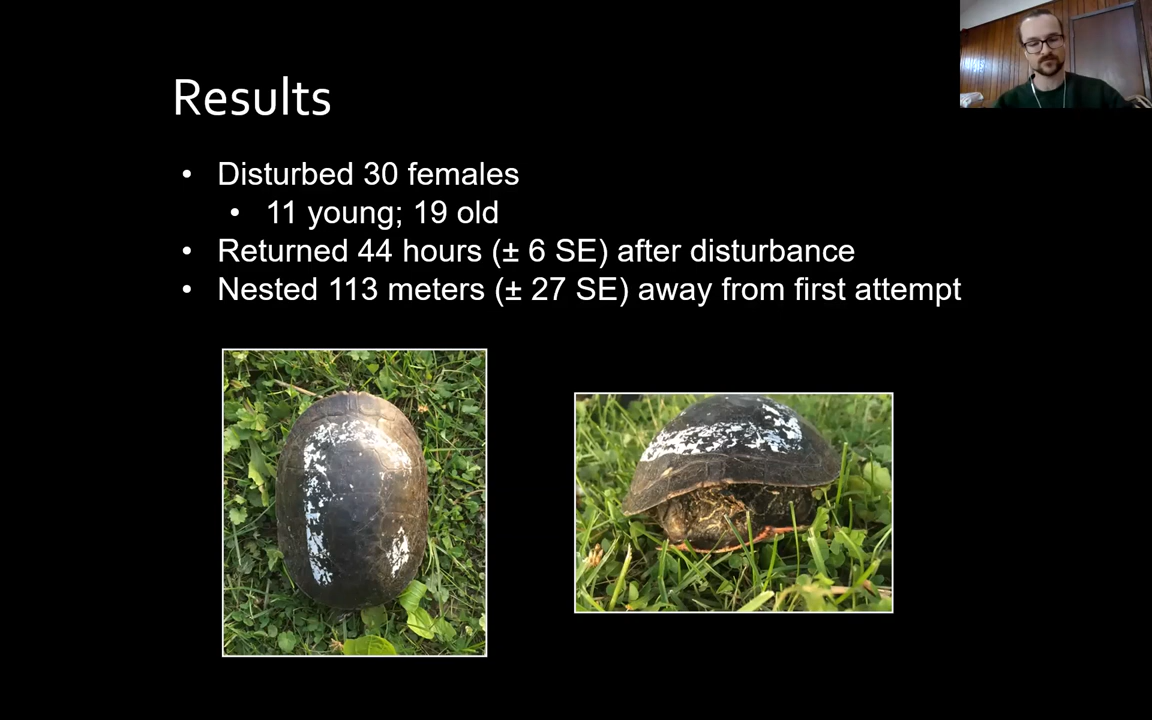 Results
• Disturbed 30 females
• 11 young; 19 old
• Returned 44 hours (± 6 SE) after disturbance
• Nested 113 meters (± 27 SE) away from first attempt